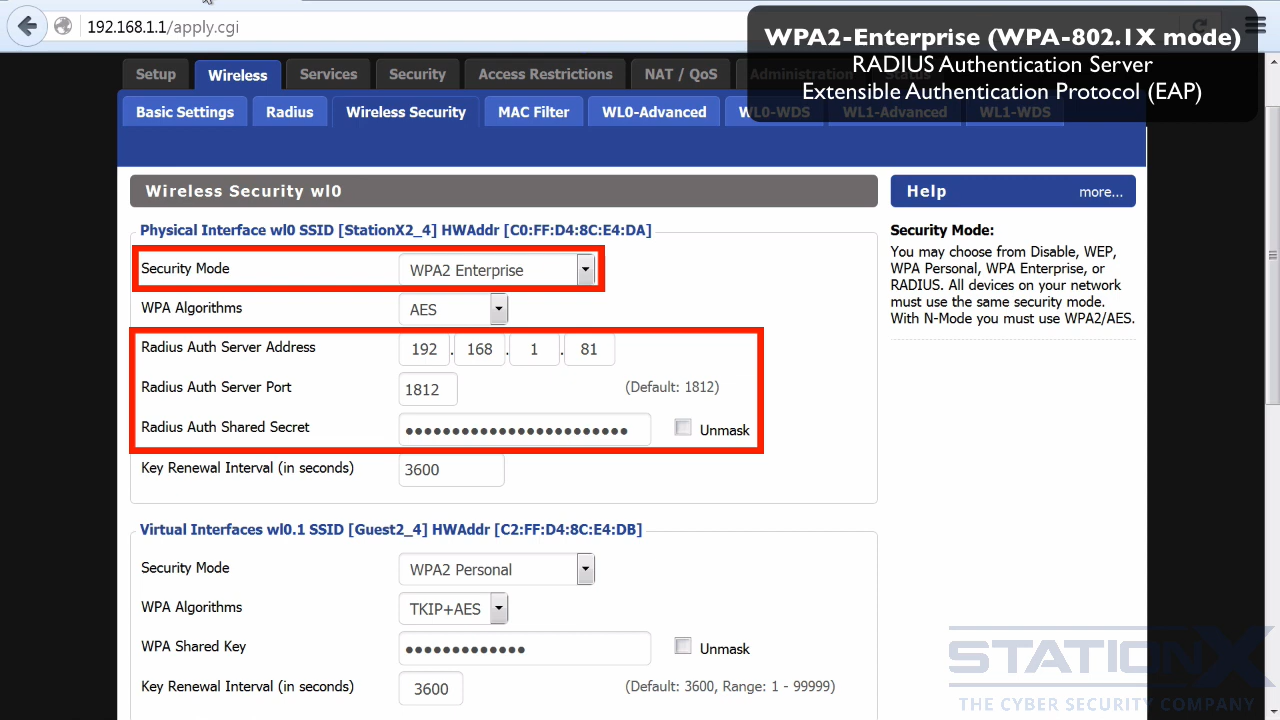 192.168.1.1/apply.cgi
WPA2-Enterprise (WPA-802.1X mode)
RADIUS Authentication Server
Extensible Authentication Protocol (EAP)
Setup Wireless Services Security Access Restrictions NAT / QoS Administration Status
Basic Settings Radius Wireless Security MAC Filter WL0-Advanced WL0-WDS WL1-Advanced WL1-WDS
Wireless Security wl0
Help more...
Physical Interface wl0 SSID [StationX2_4] HWAddr [C0:FF:D4:8C:E4:DA]
Security Mode WPA2 Enterprise
WPA Algorithms AES
Radius Auth Server Address 192 . 168 . 1 . 81
Radius Auth Server Port 1812 (Default: 1812)
Radius Auth Shared Secret •••••••••••••••••••••••• Unmask
Key Renewal Interval (in seconds) 3600
Security Mode:
You may choose from Disable, WEP,
WPA Personal, WPA Enterprise, or
RADIUS. All devices on your network
must use the same security mode.
With N-Mode you must use WPA2/AES.
Virtual Interfaces wl0.1 SSID [Guest2_4] HWAddr [C2:FF:D4:8C:E4:DB]
Security Mode WPA2 Personal
WPA Algorithms TKIP+AES
WPA Shared Key ••••••••••••• Unmask
Key Renewal Interval (in seconds) 3600 (Default: 3600, Range: 1 - 99999)
STATIONX
THE CYBER SECURITY COMPANY